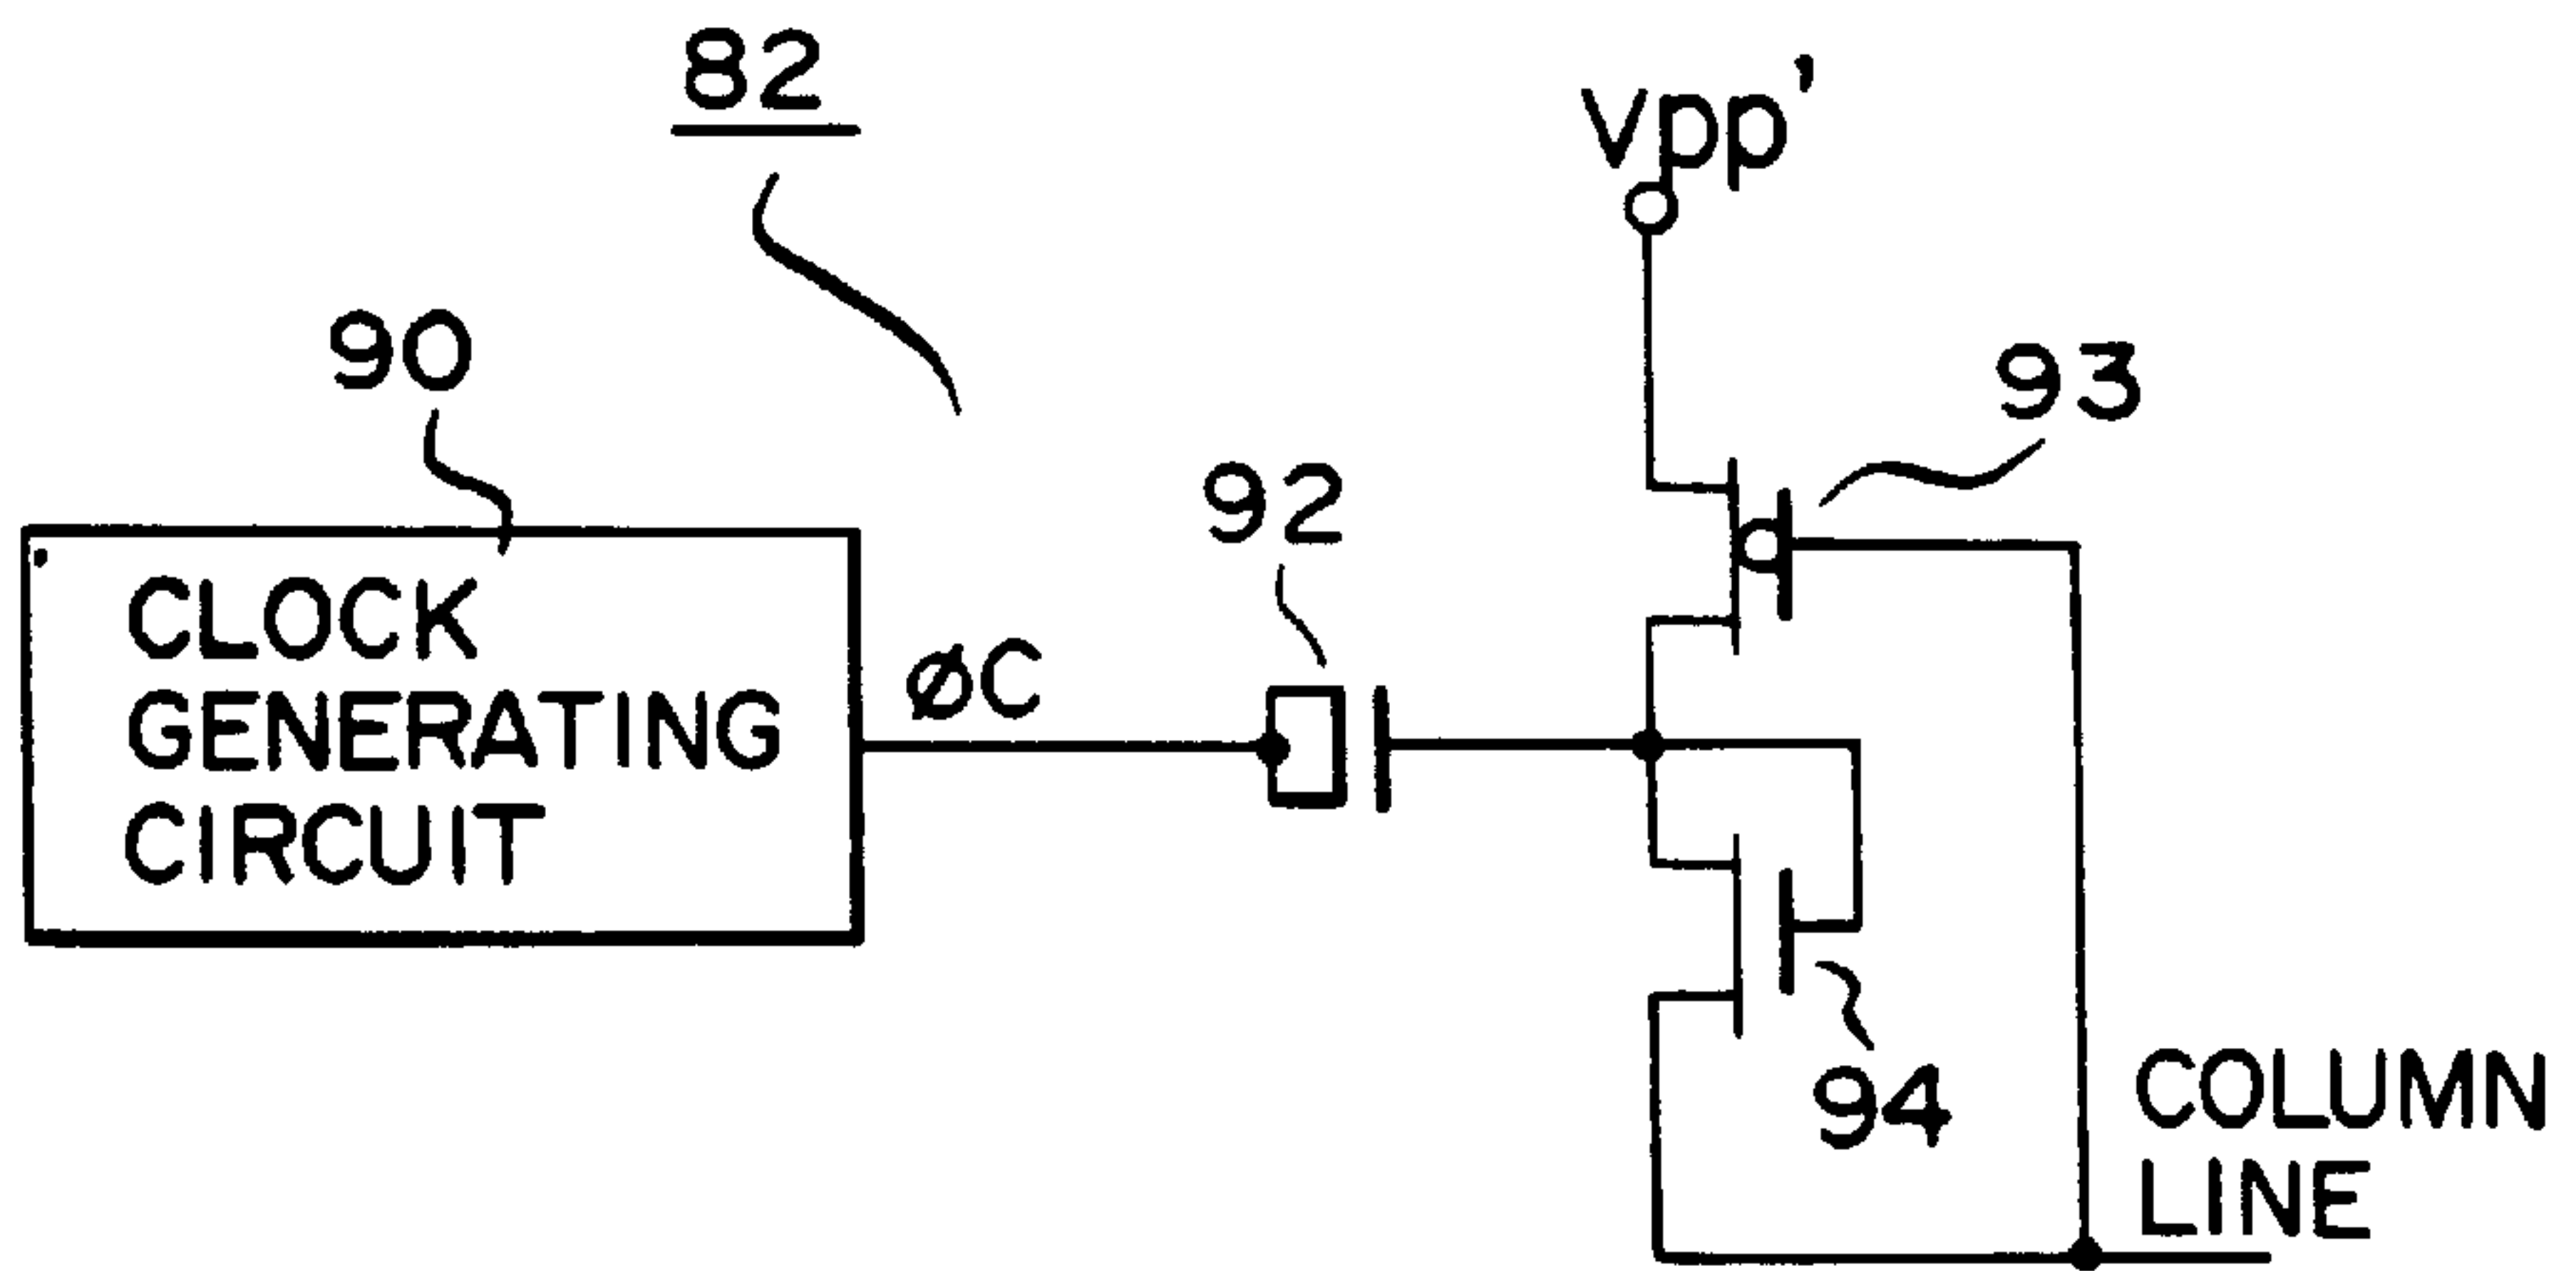 82
Vpp'
90
93
92
CLOCK
GENERATING
CIRCUIT
øC
94
COLUMN
LINE